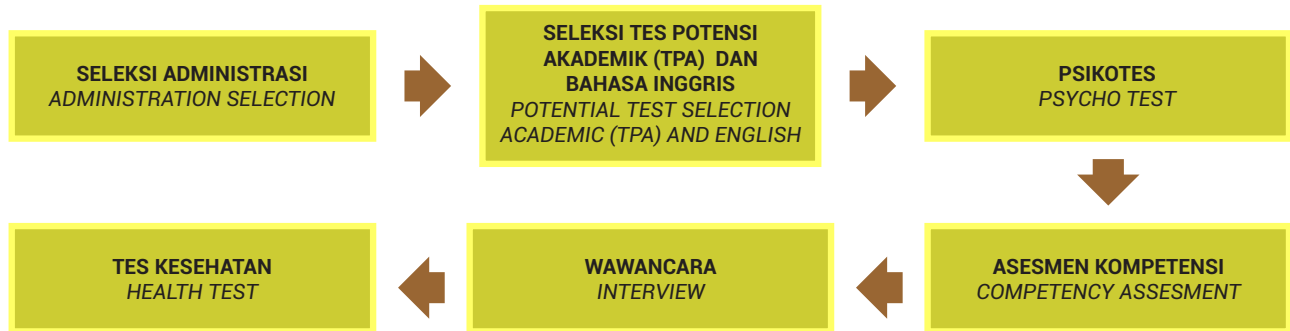 SELEKSI ADMINISTRASI
ADMINISTRATION SELECTION
SELEKSI TES POTENSI
AKADEMIK (TPA) DAN
BAHASA INGGRIS
POTENTIAL TEST SELECTION
ACADEMIC (TPA) AND ENGLISH
PSIKOTES
PSYCHO TEST
ASESMEN KOMPETENSI
COMPETENCY ASSESMENT
WAWANCARA
INTERVIEW
TES KESEHATAN
HEALTH TEST